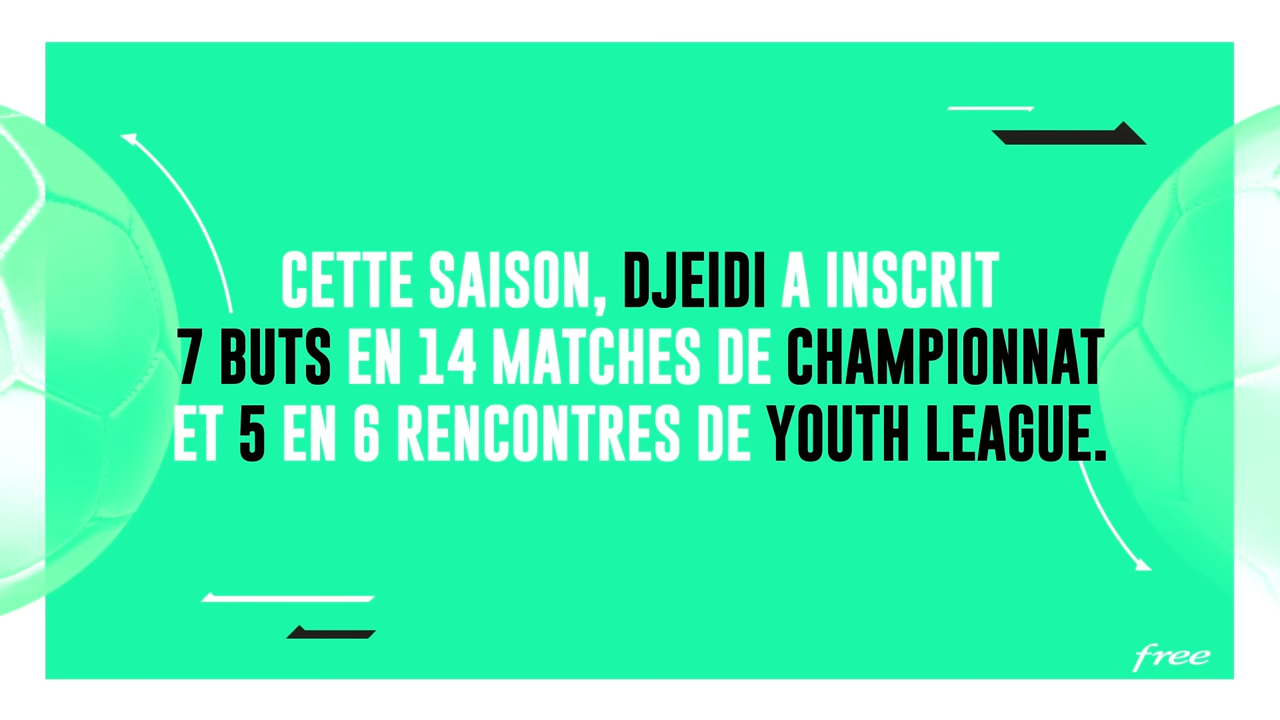 CETTE SAISON, DJEIDI A INSCRIT
7 BUTS EN 14 MATCHES DE CHAMPIONNAT
ET 5 EN 6 RENCONTRES DE YOUTH LEAGUE.
free